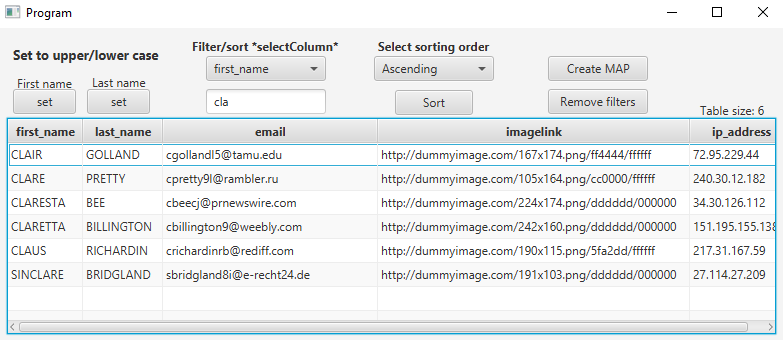 Program
Set to upper/lower case
Filter/sort *selectColumn*
Select sorting order
First name
Last name
first_name
Ascending
Create MAP
set
set
cla
Sort
Remove filters
Table size: 6
first_name last_name email imagelink ip_address
CLAIR GOLLAND cgollandl5@tamu.edu http://dummyimage.com/167x174.png/ff4444/ffffff 72.95.229.44
CLARE PRETTY cpretty9l@rambler.ru http://dummyimage.com/105x164.png/cc0000/ffffff 240.30.12.182
CLARESTA BEE cbeecj@prnewswire.com http://dummyimage.com/224x174.png/dddddd/000000 34.30.126.112
CLARETTA BILLINGTON cbillington9@weebly.com http://dummyimage.com/242x160.png/dddddd/000000 151.195.155.138
CLAUS RICHARDIN crichardinrb@rediff.com http://dummyimage.com/190x115.png/5fa2dd/ffffff 217.31.167.59
SINCLARE BRIDGLAND sbridgland8i@e-recht24.de http://dummyimage.com/191x103.png/dddddd/000000 27.114.27.209